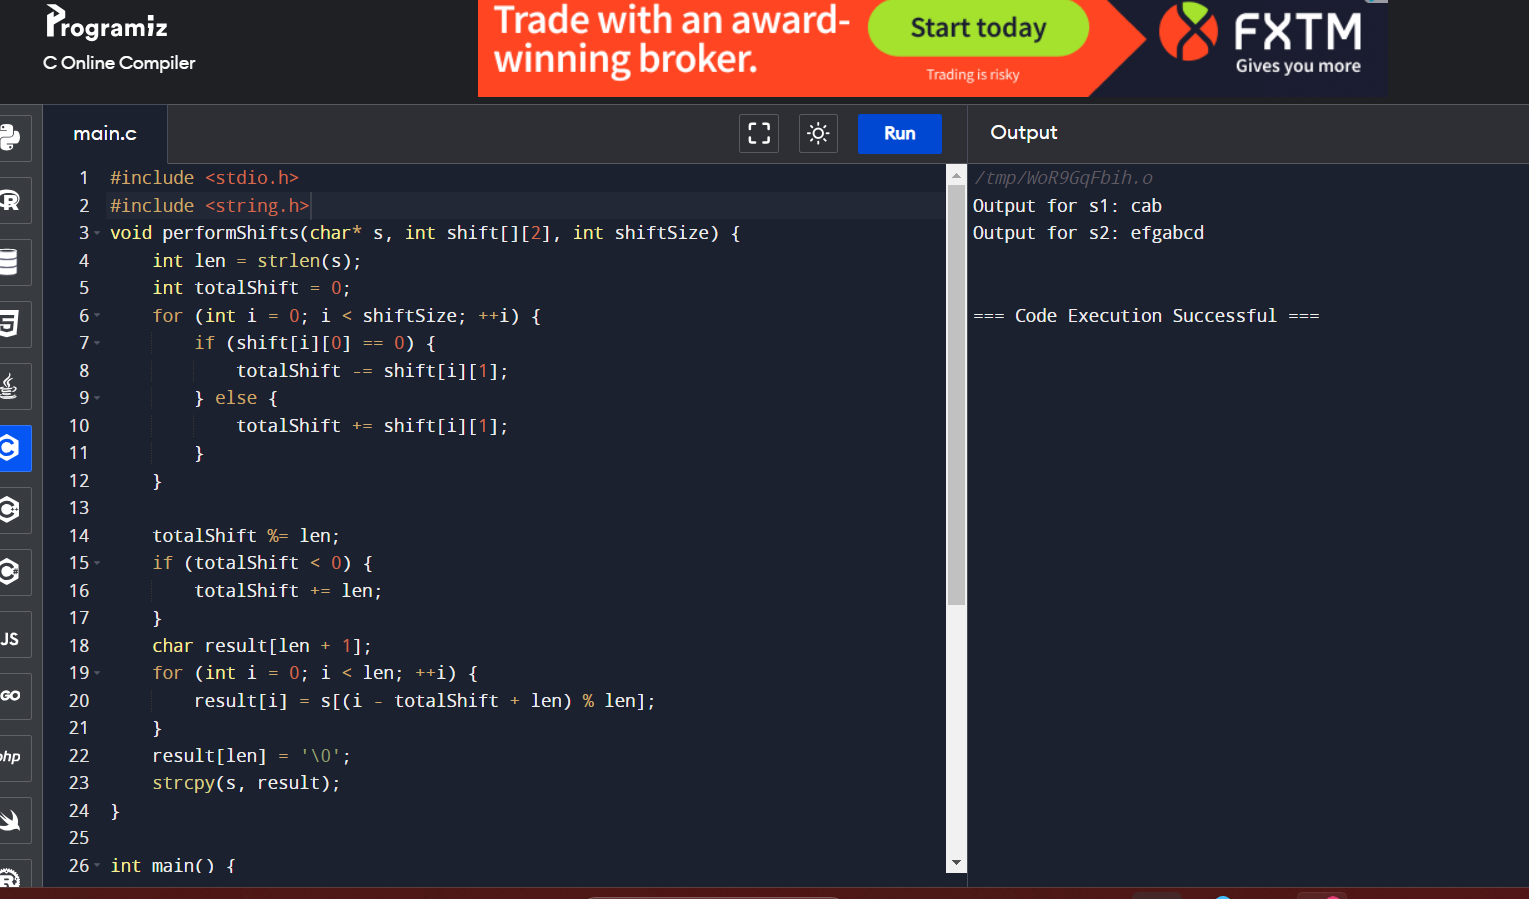 Programiz
C Online Compiler
Trade with an award-
winning broker.
Start today
Trading is risky
FXTM
Gives you more
main.c
Run
Output
1 #include <stdio.h>
2 #include <string.h>
3 void performShifts(char* s, int shift[][2], int shiftSize) {
4     int len = strlen(s);
5     int totalShift = 0;
6     for (int i = 0; i < shiftSize; ++i) {
7         if (shift[i][0] == 0) {
8             totalShift -= shift[i][1];
9         } else {
10             totalShift += shift[i][1];
11         }
12     }
13
14     totalShift %= len;
15     if (totalShift < 0) {
16         totalShift += len;
17     }
18     char result[len + 1];
19     for (int i = 0; i < len; ++i) {
20         result[i] = s[(i - totalShift + len) % len];
21     }
22     result[len] = '\0';
23     strcpy(s, result);
24 }
25
26 int main() {
/tmp/WoR9GqFbih.o
Output for s1: cab
Output for s2: efgabcd
=== Code Execution Successful ===
R
5
C
C
C#
JS
GO
php
R